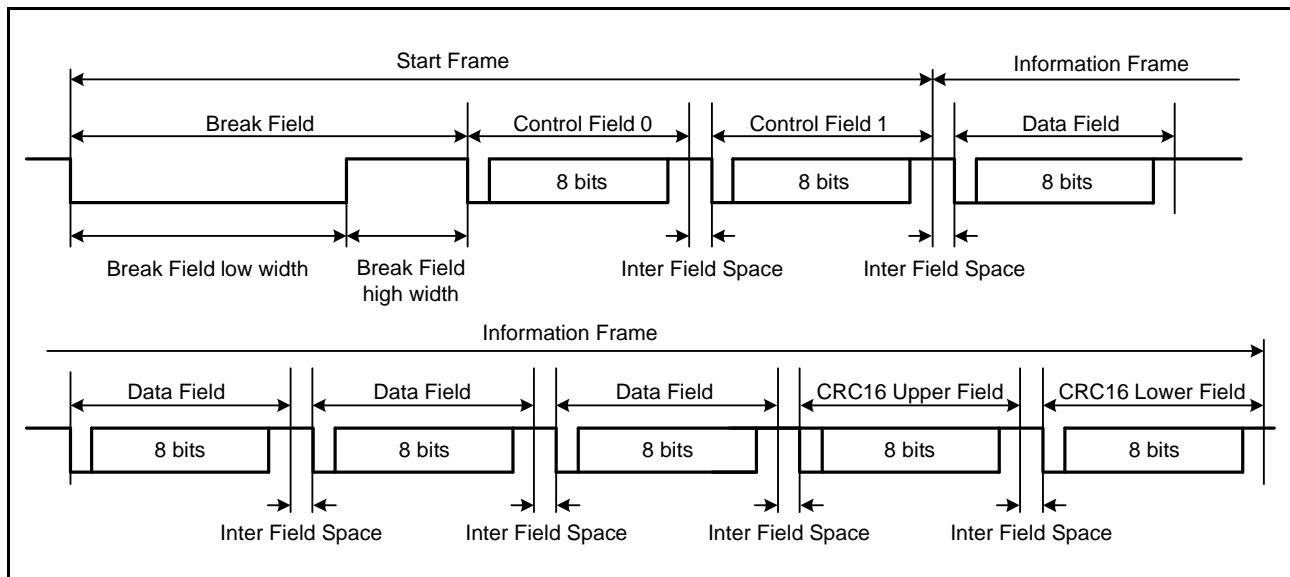 Start Frame
Information Frame
Break Field
Control Field 0
Control Field 1
Data Field
8 bits
8 bits
8 bits
Break Field low width
Break Field
high width
Inter Field Space
Inter Field Space
Information Frame
Data Field
Data Field
Data Field
CRC16 Upper Field
CRC16 Lower Field
8 bits
8 bits
8 bits
8 bits
8 bits
Inter Field Space
Inter Field Space
Inter Field Space
Inter Field Space